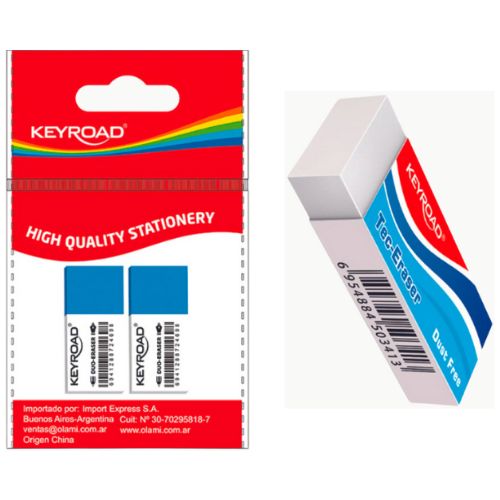 KEYROAD®
HIGH QUALITY STATIONERY
KEYROAD®
DUO-ERASER
KEYROAD®
DUO-ERASER
Importado por: Import Express S.A.
Buenos Aires-Argentina Cuit: Nº 30-70295818-7
ventas@olami.com.ar www.olami.com.ar
Origen China
KEYROAD®
Tec-Eraser
Dust Free
6 954884 503413